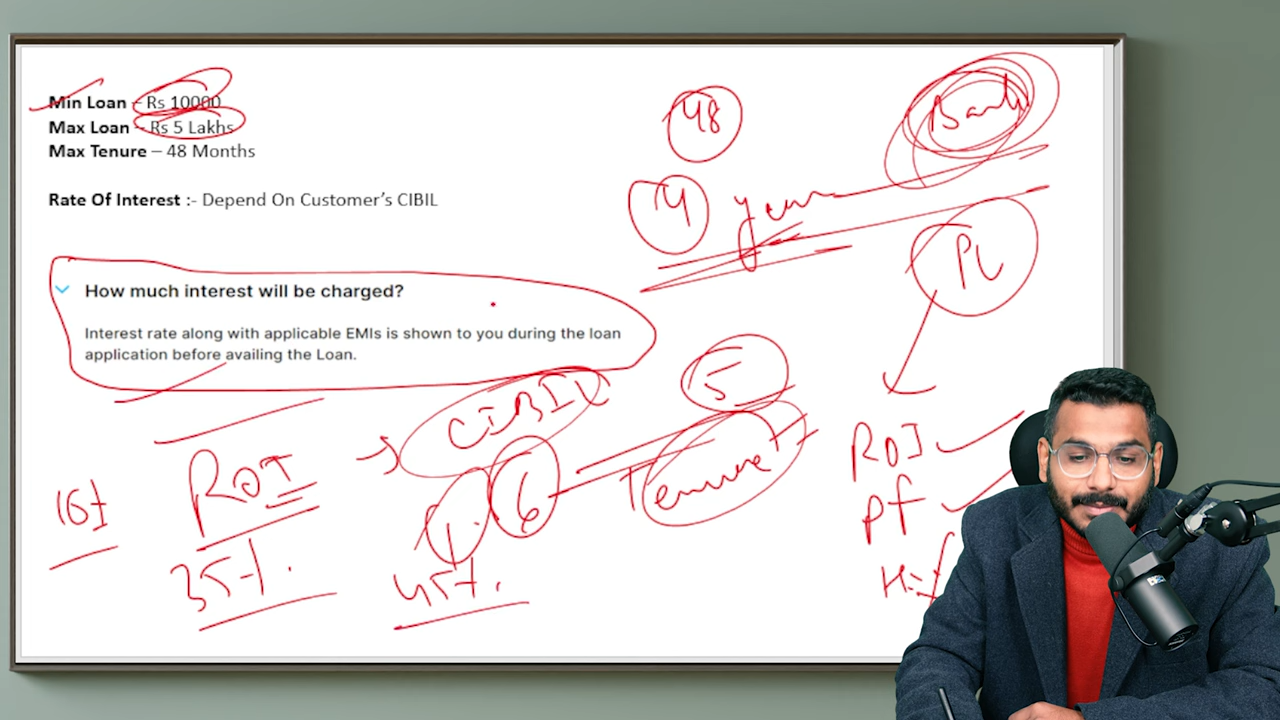 Min Loan – Rs 10000
Max Loan – Rs 5 Lakhs
Max Tenure – 48 Months
Rate Of Interest :- Depend On Customer's CIBIL
How much interest will be charged?
Interest rate along with applicable EMIs is shown to you during the loan
application before availing the Loan.
48
Bank
4 years
PL
5
CIBIL
ROI
6
Tenure
ROI
Pf
35%
45%